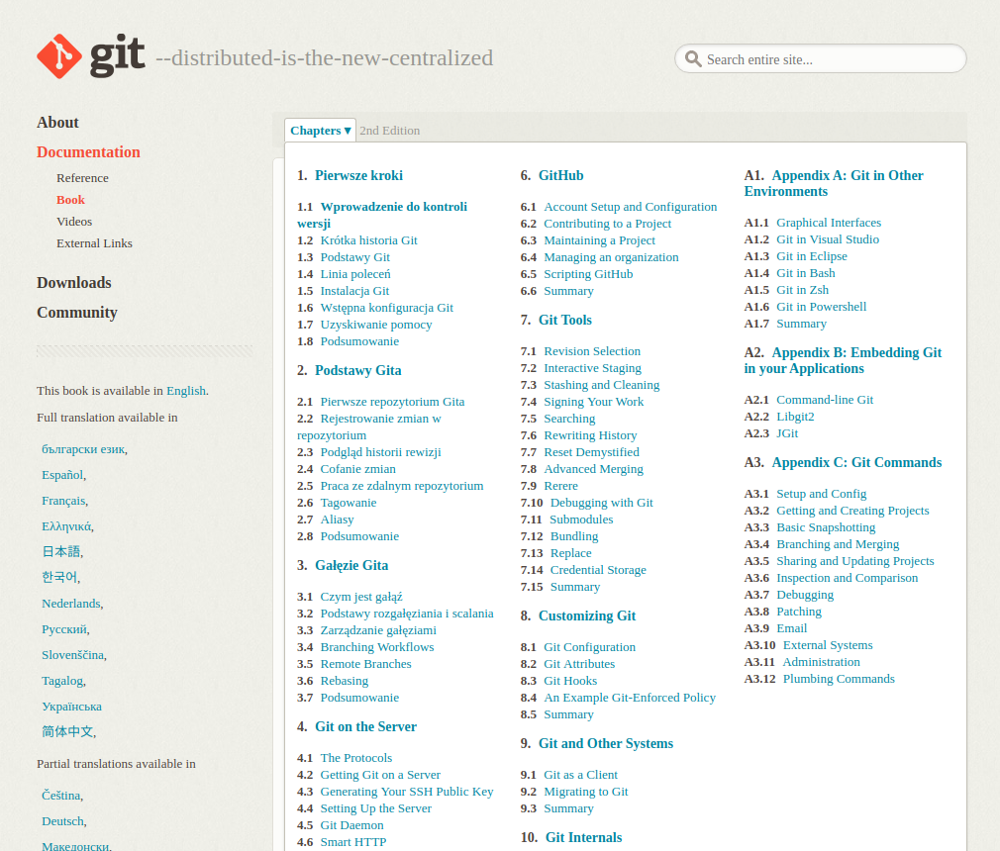 git --distributed-is-the-new-centralized
Search entire site...
About
Documentation
Reference
Book
Videos
External Links
Downloads
Community
This book is available in English.
Full translation available in
български език,
Español,
Français,
Ελληνικά,
日本語,
한국어,
Nederlands,
Русский,
Slovenščina,
Tagalog,
Українська
简体中文,
Partial translations available in
Čeština,
Deutsch,
Македонски,
Chapters ▾ 2nd Edition
1. Pierwsze kroki
1.1 Wprowadzenie do kontroli
wersji
1.2 Krótka historia Git
1.3 Podstawy Git
1.4 Linia poleceń
1.5 Instalacja Git
1.6 Wstępna konfiguracja Git
1.7 Uzyskiwanie pomocy
1.8 Podsumowanie
2. Podstawy Gita
2.1 Pierwsze repozytorium Gita
2.2 Rejestrowanie zmian w
repozytorium
2.3 Podgląd historii rewizji
2.4 Cofanie zmian
2.5 Praca ze zdalnym repozytorium
2.6 Tagowanie
2.7 Aliasy
2.8 Podsumowanie
3. Gałęzie Gita
3.1 Czym jest gałąź
3.2 Podstawy rozgałęziania i scalania
3.3 Zarządzanie gałęziami
3.4 Branching Workflows
3.5 Remote Branches
3.6 Rebasing
3.7 Podsumowanie
4. Git on the Server
4.1 The Protocols
4.2 Getting Git on a Server
4.3 Generating Your SSH Public Key
4.4 Setting Up the Server
4.5 Git Daemon
4.6 Smart HTTP
6. GitHub
6.1 Account Setup and Configuration
6.2 Contributing to a Project
6.3 Maintaining a Project
6.4 Managing an organization
6.5 Scripting GitHub
6.6 Summary
7. Git Tools
7.1 Revision Selection
7.2 Interactive Staging
7.3 Stashing and Cleaning
7.4 Signing Your Work
7.5 Searching
7.6 Rewriting History
7.7 Reset Demystified
7.8 Advanced Merging
7.9 Rerere
7.10 Debugging with Git
7.11 Submodules
7.12 Bundling
7.13 Replace
7.14 Credential Storage
7.15 Summary
8. Customizing Git
8.1 Git Configuration
8.2 Git Attributes
8.3 Git Hooks
8.4 An Example Git-Enforced Policy
8.5 Summary
9. Git and Other Systems
9.1 Git as a Client
9.2 Migrating to Git
9.3 Summary
10. Git Internals
A1. Appendix A: Git in Other
Environments
A1.1 Graphical Interfaces
A1.2 Git in Visual Studio
A1.3 Git in Eclipse
A1.4 Git in Bash
A1.5 Git in Zsh
A1.6 Git in Powershell
A1.7 Summary
A2. Appendix B: Embedding Git
in your Applications
A2.1 Command-line Git
A2.2 Libgit2
A2.3 JGit
A3. Appendix C: Git Commands
A3.1 Setup and Config
A3.2 Getting and Creating Projects
A3.3 Basic Snapshotting
A3.4 Branching and Merging
A3.5 Sharing and Updating Projects
A3.6 Inspection and Comparison
A3.7 Debugging
A3.8 Patching
A3.9 Email
A3.10 External Systems
A3.11 Administration
A3.12 Plumbing Commands